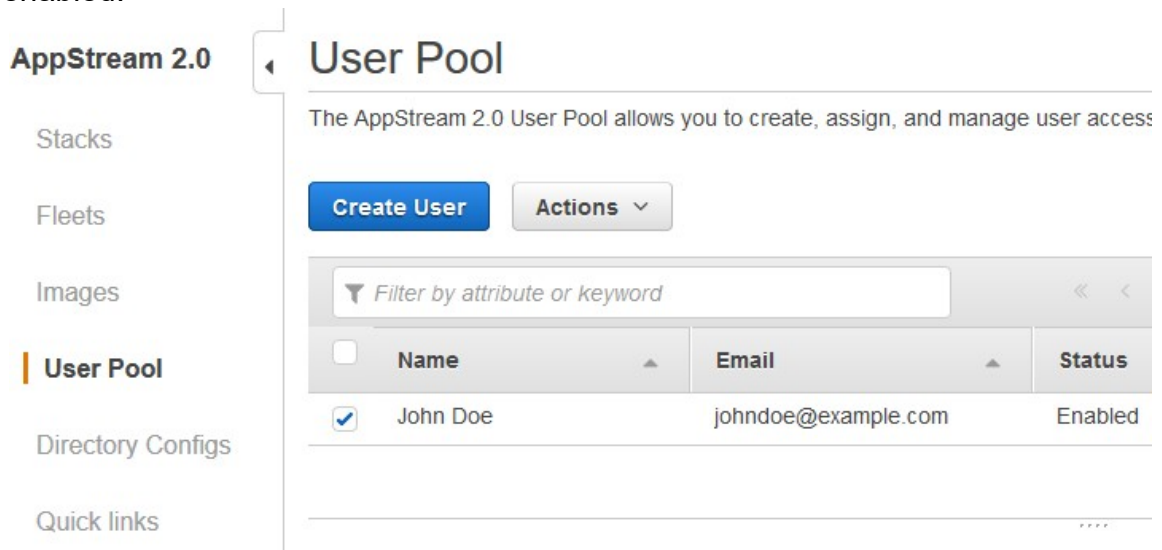 AppStream 2.0
Stacks
Fleets
Images
User Pool
Directory Configs
Quick links
User Pool
The AppStream 2.0 User Pool allows you to create, assign, and manage user access
Create User Actions
Filter by attribute or keyword
Name Email Status
John Doe johndoe@example.com Enabled